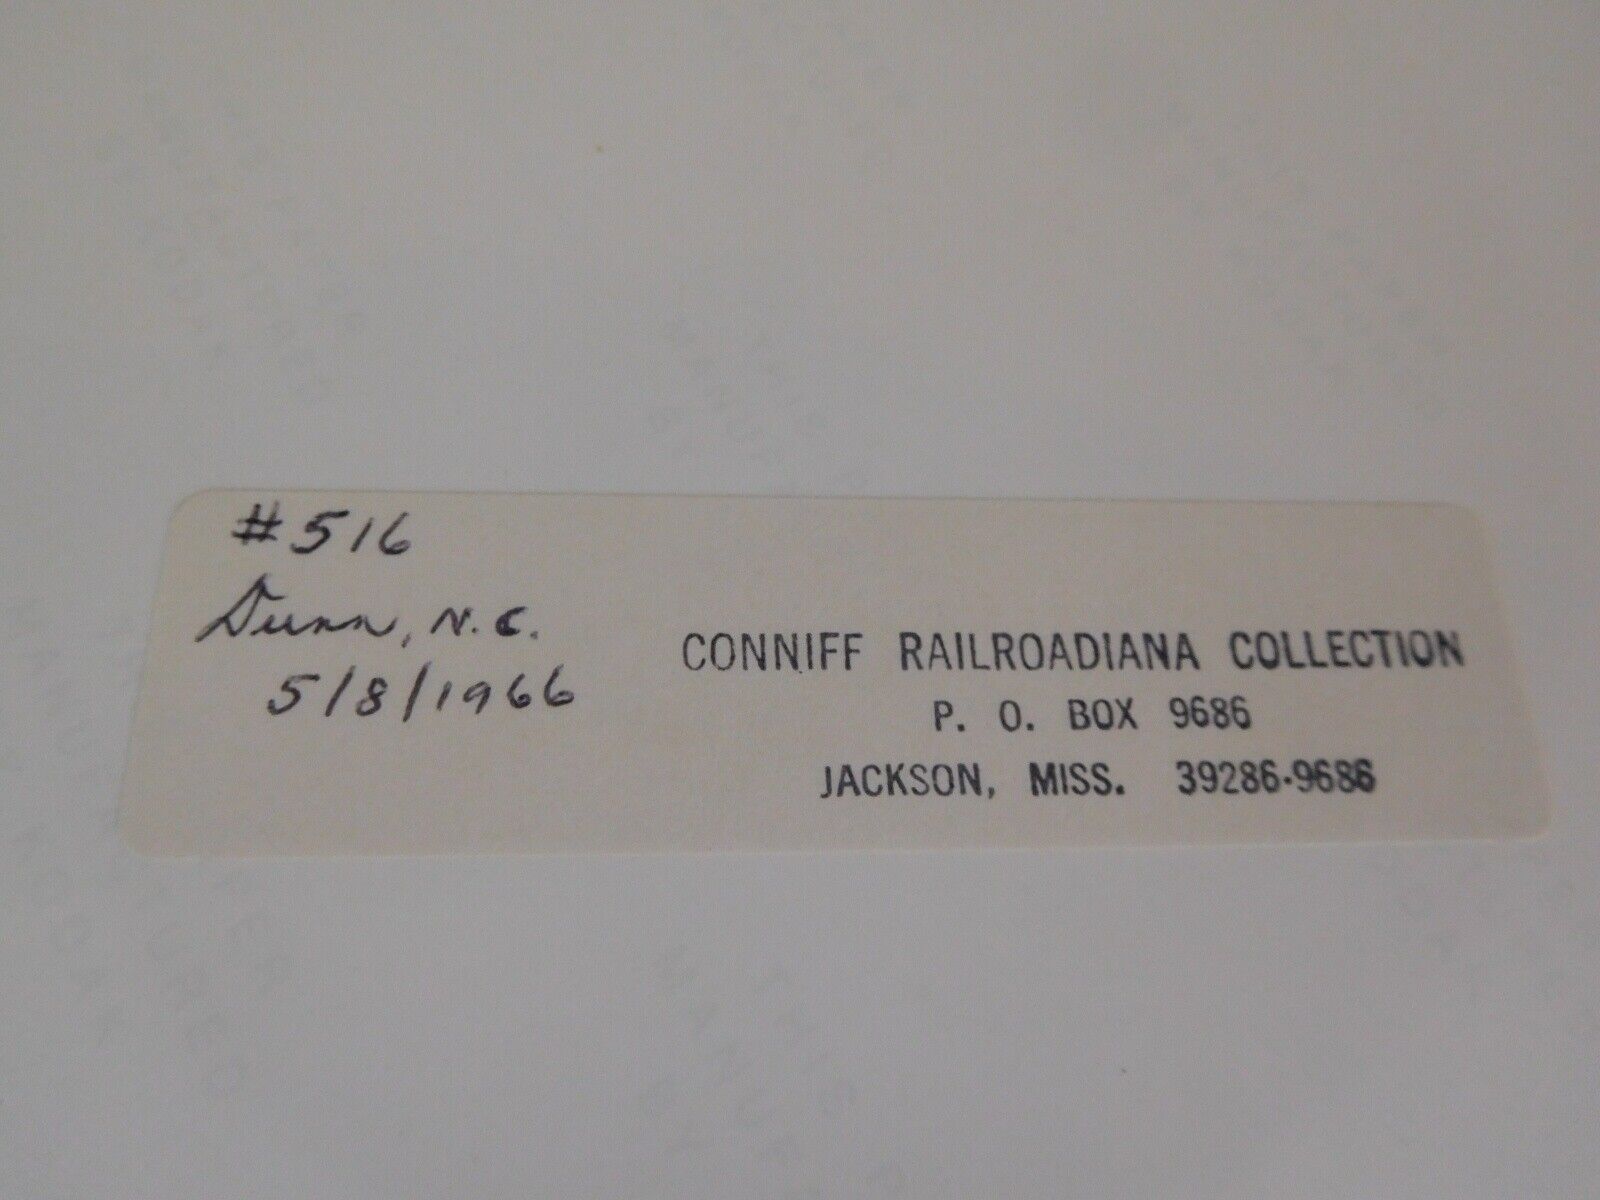 #516
Dunn, N.C.
5/8/1966
CONNIFF RAILROADIANA COLLECTION
P. O. BOX 9686
JACKSON, MISS. 39286-9686